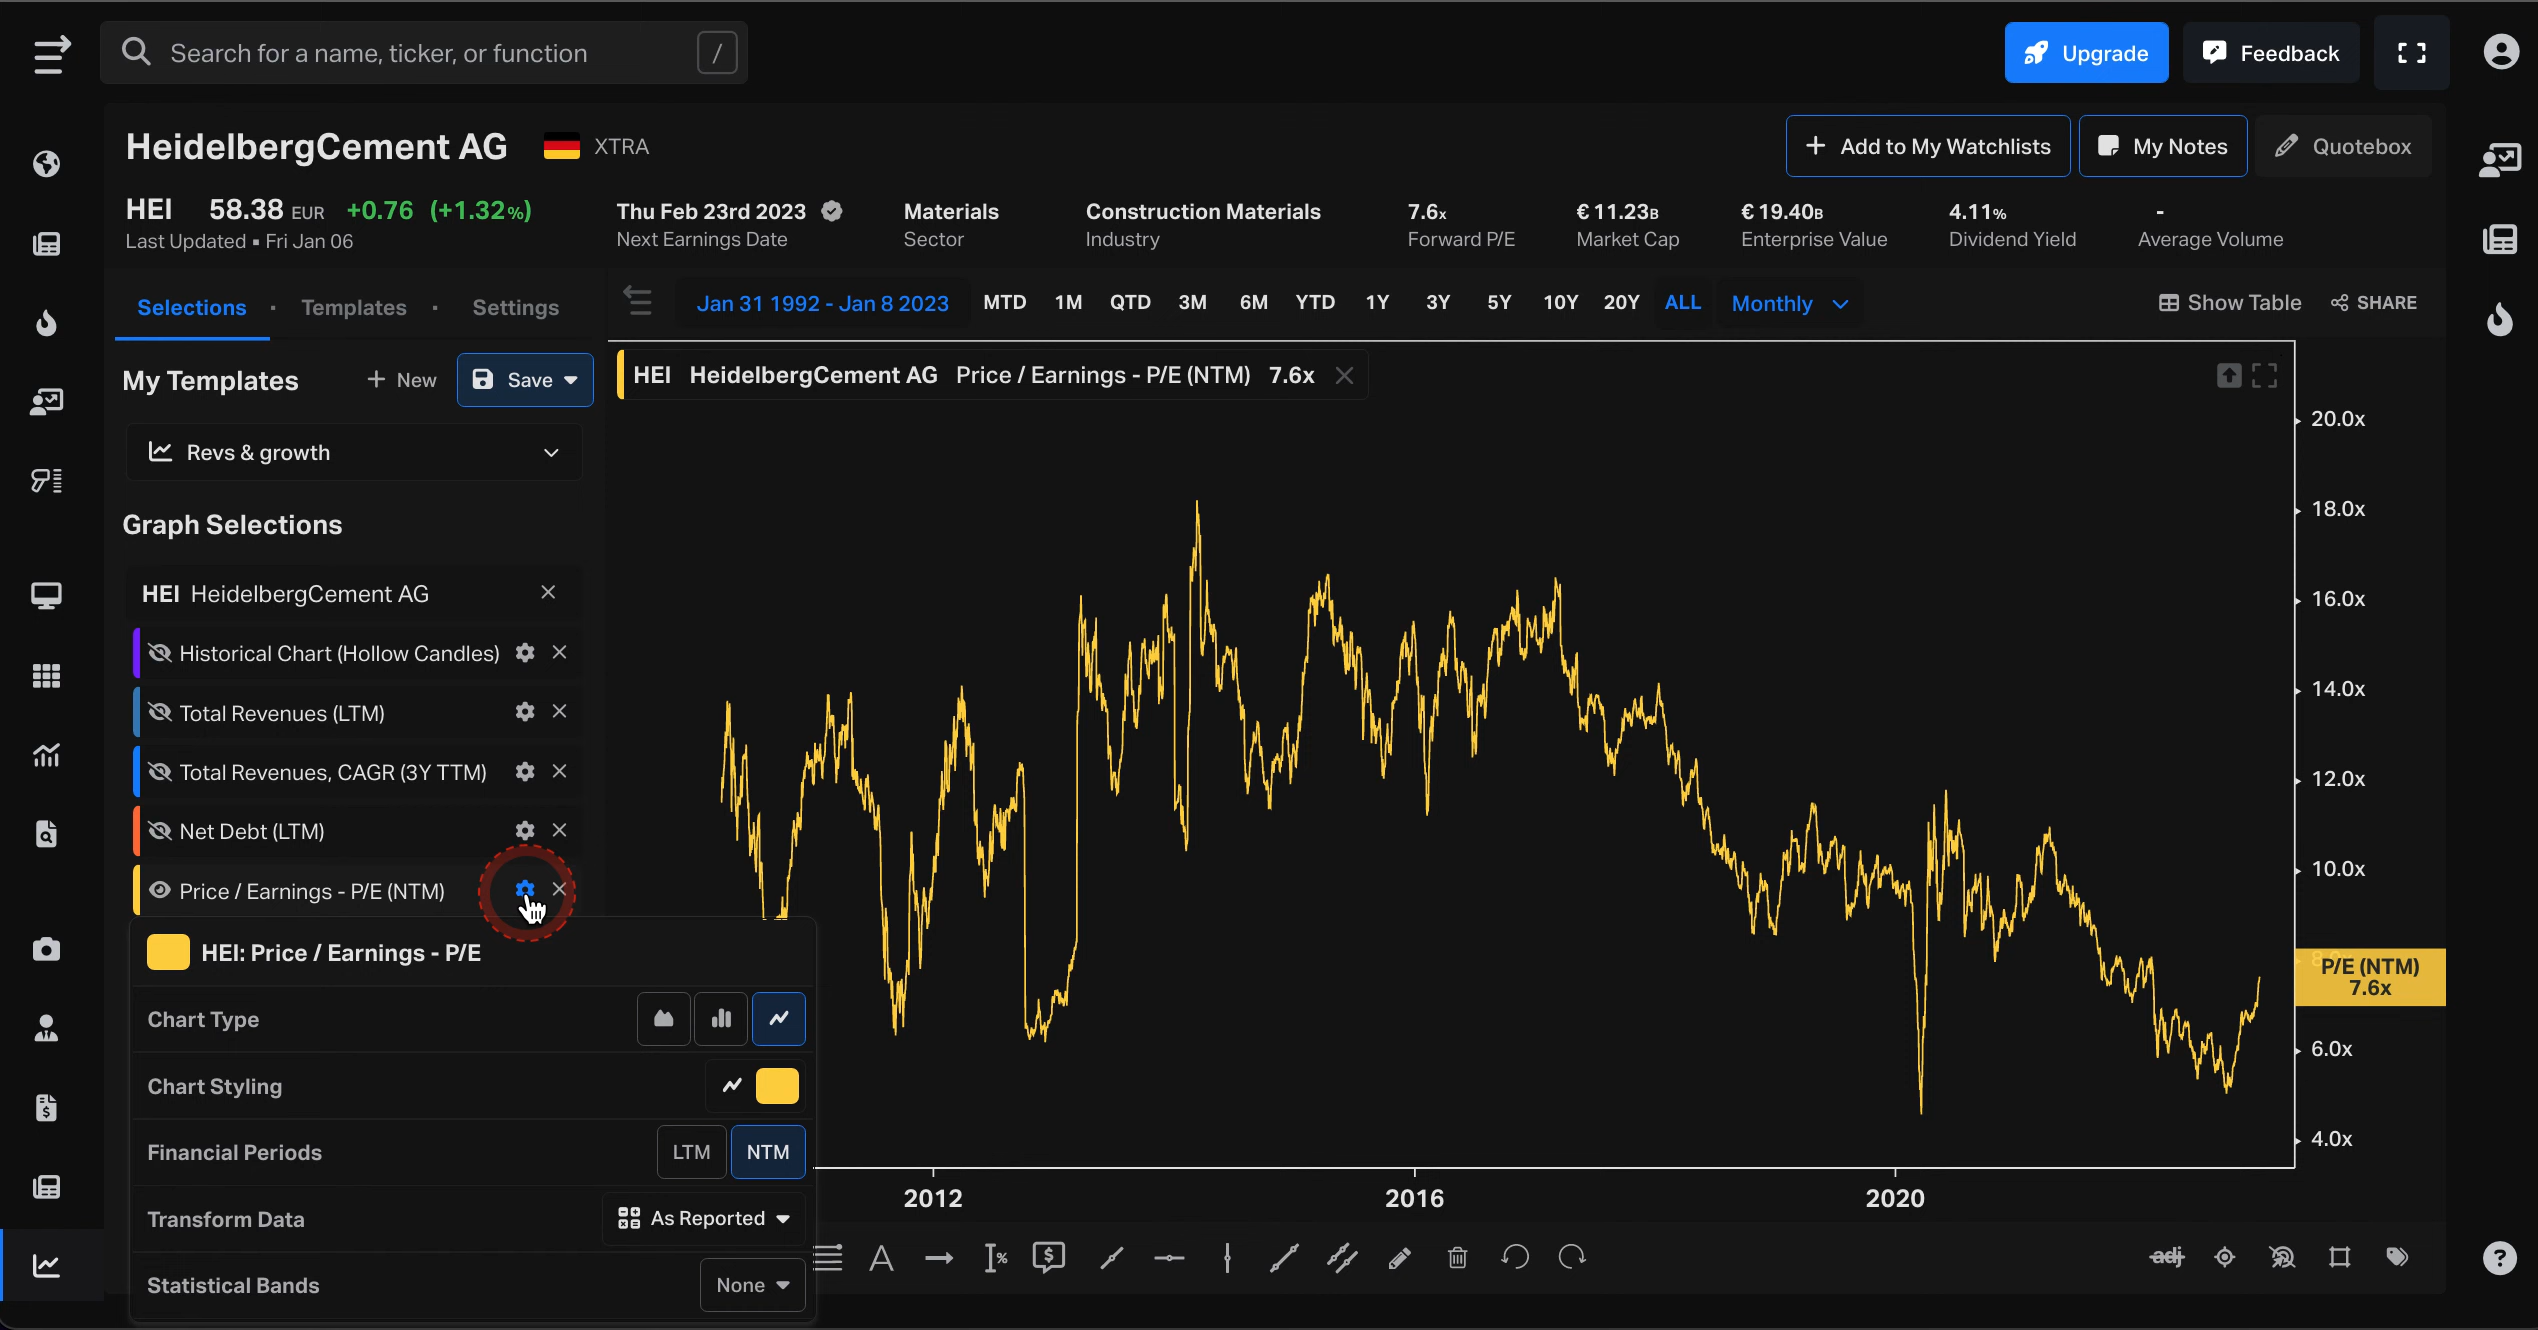 Search for a name, ticker, or function /
Upgrade
Feedback
HeidelbergCement AG XTRA
+ Add to My Watchlists
My Notes
Quotebox
HEI 58.38 EUR +0.76 (+1.32%)
Last Updated ▪ Fri Jan 06
Thu Feb 23rd 2023
Next Earnings Date
Materials
Sector
Construction Materials
Industry
7.6x
Forward P/E
€11.23B
Market Cap
€19.40B
Enterprise Value
4.11%
Dividend Yield
-
Average Volume
Selections · Templates · Settings
Jan 31 1992 - Jan 8 2023 MTD 1M QTD 3M 6M YTD 1Y 3Y 5Y 10Y 20Y ALL Monthly
Show Table SHARE
My Templates + New Save
Revs & growth
Graph Selections
HEI HeidelbergCement AG
Historical Chart (Hollow Candles)
Total Revenues (LTM)
Total Revenues, CAGR (3Y TTM)
Net Debt (LTM)
Price / Earnings - P/E (NTM)
HEI: Price / Earnings - P/E
Chart Type
Chart Styling
Financial Periods LTM NTM
Transform Data As Reported
Statistical Bands None
HEI HeidelbergCement AG Price / Earnings - P/E (NTM) 7.6x
20.0x
18.0x
16.0x
14.0x
12.0x
10.0x
8.0x
P/E (NTM)
7.6x
6.0x
4.0x
2012 2016 2020
A % $ adj ?